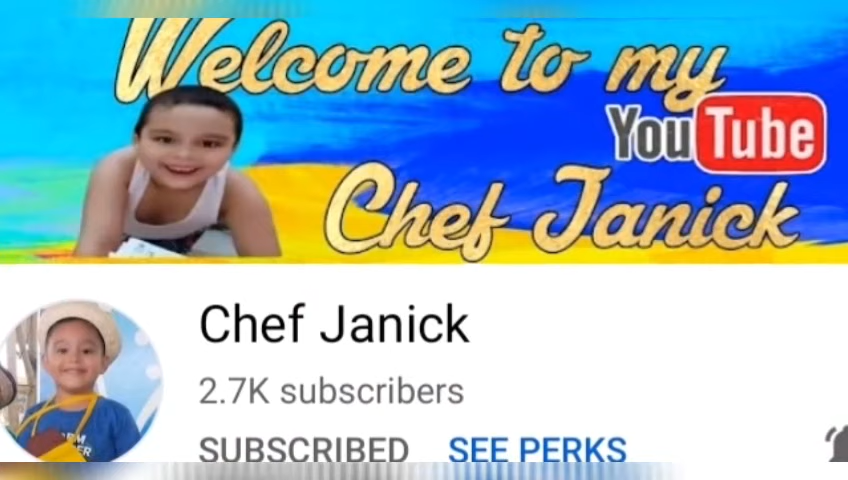 Welcome to my
YouTube
Chef Janick
Chef Janick
2.7K subscribers
SUBSCRIBED SEE PERKS